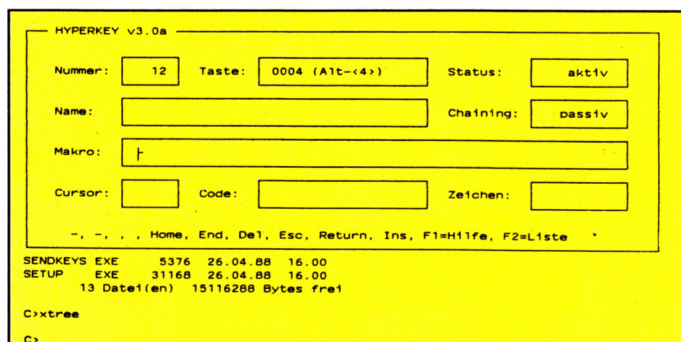 HYPERKEY v3.0a
Nummer: 12 Taste: 0004 (Alt-<4>) Status: aktiv
Name: Chaining: passiv
Makro: ├
Cursor: Code: Zeichen:
-, -, , , Home, End, Del, Esc, Return, Ins, F1=Hilfe, F2=Liste
SENDKEYS EXE 5376 26.04.88 16.00
SETUP EXE 31168 26.04.88 16.00
13 Datei(en) 15116288 Bytes frei
C>xtree
C>